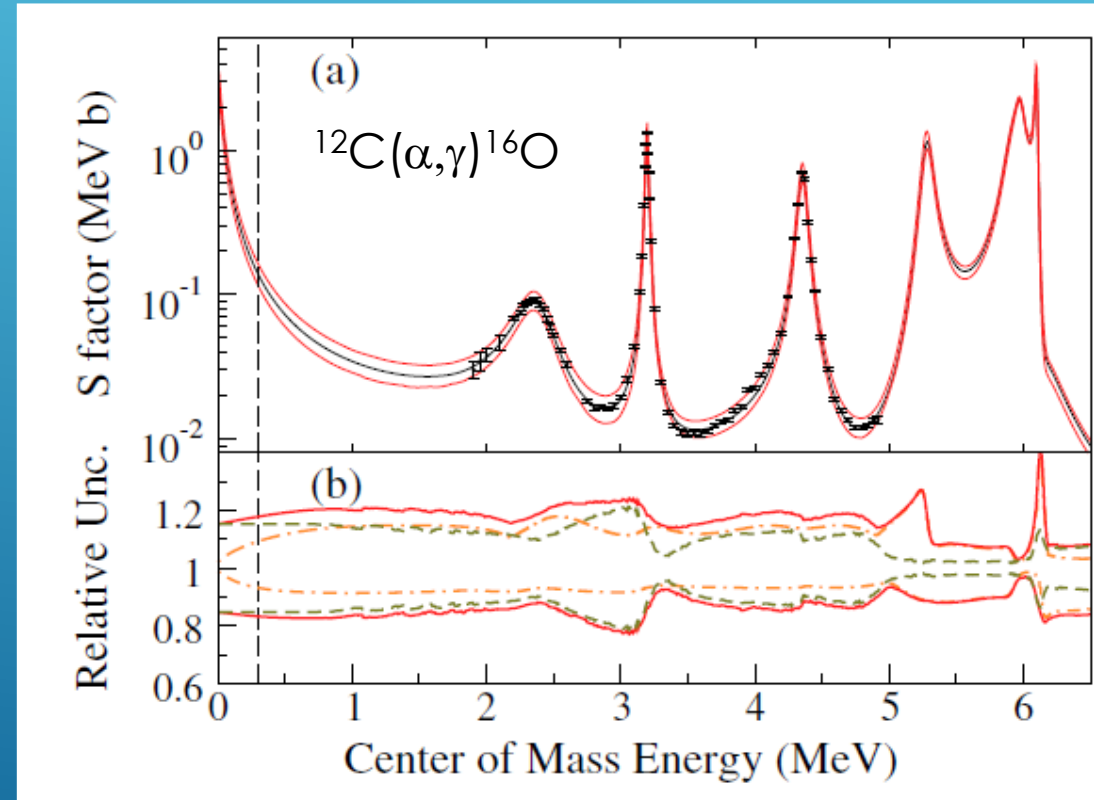 (a)
¹²C(α,γ)¹⁶O
S factor (MeV b)
10⁰
10⁻¹
10⁻²
(b)
Relative Unc.
1.2
1
0.8
0.6
0 1 2 3 4 5 6
Center of Mass Energy (MeV)